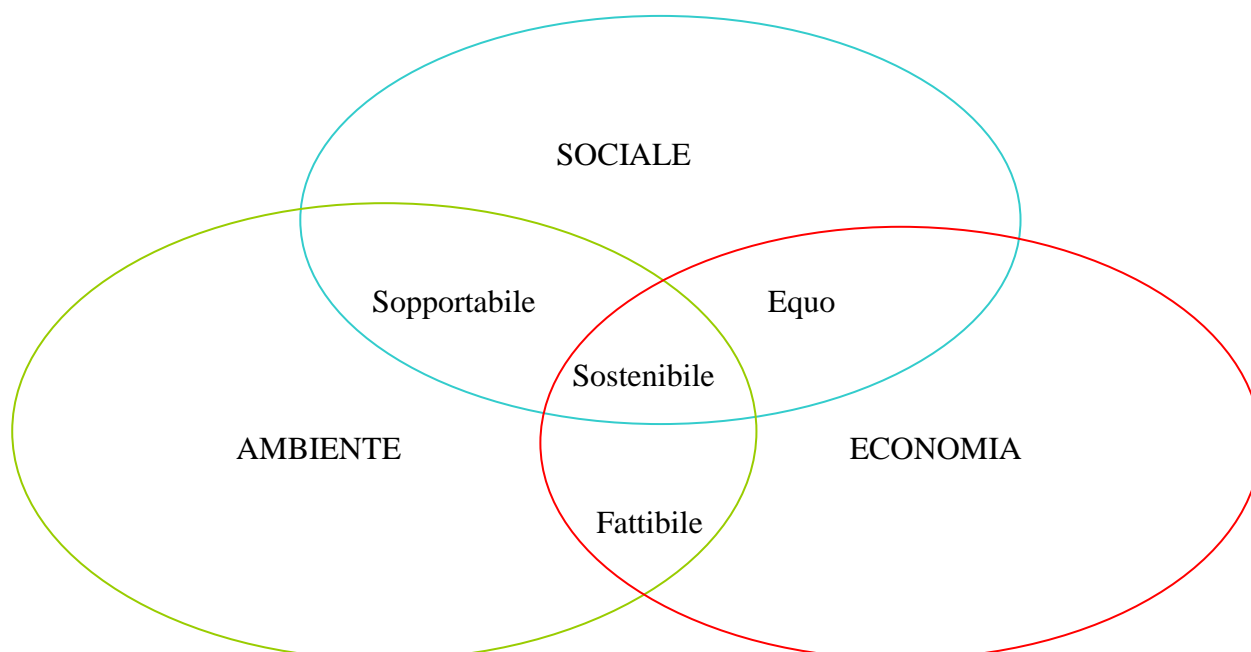 SOCIALE
Sopportabile
Equo
Sostenibile
AMBIENTE
ECONOMIA
Fattibile